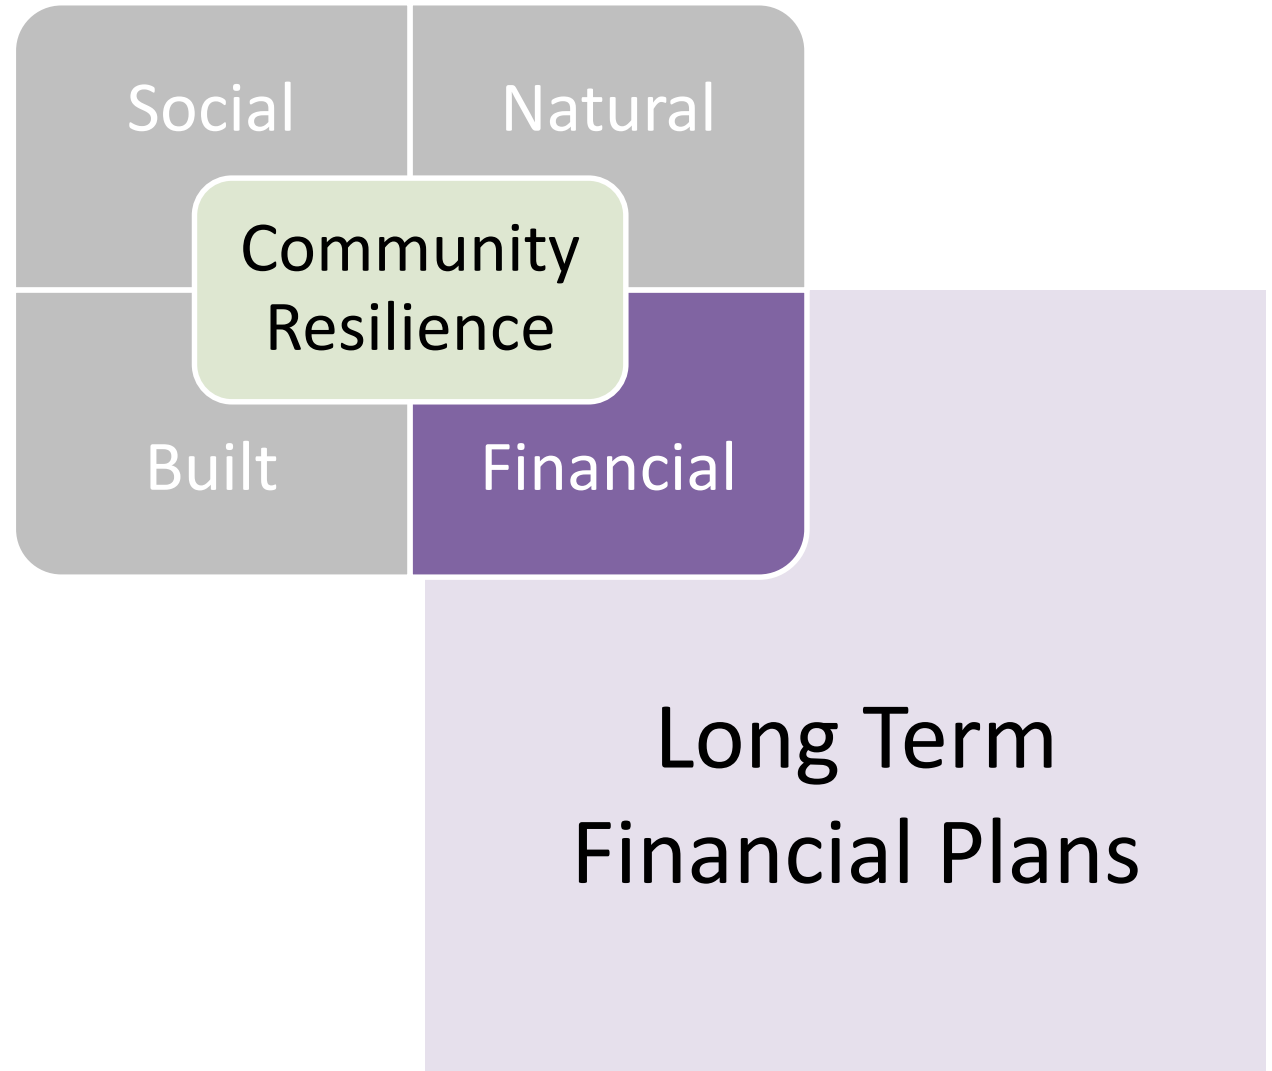 Social
Natural
Community
Resilience
Built
Financial
Long Term
Financial Plans